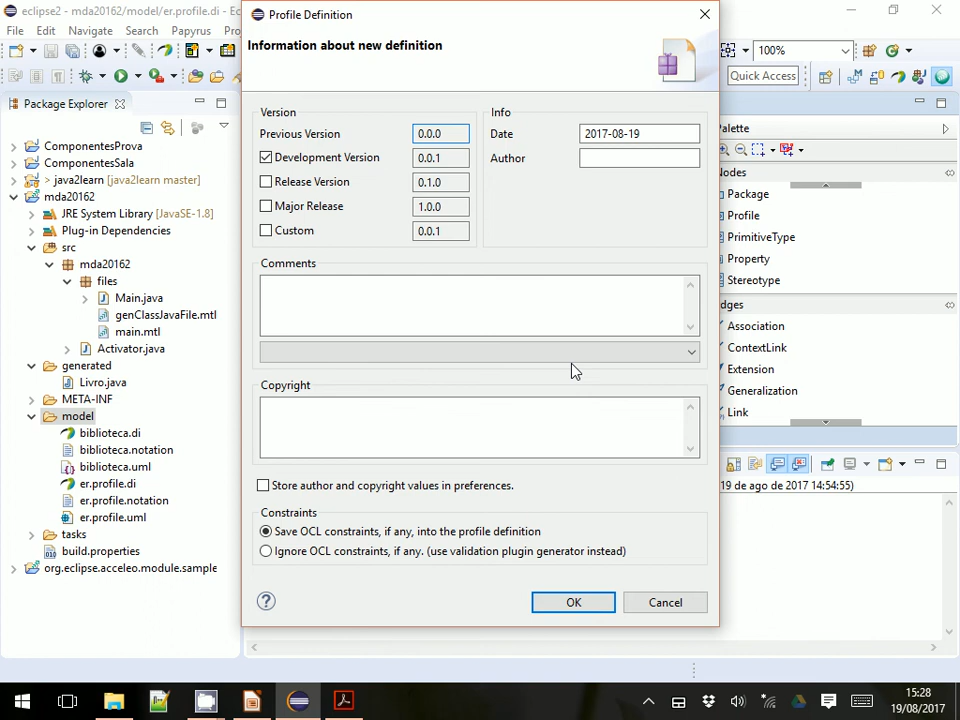 eclipse2 - mda20162/model/er.profile.di - Ec
Profile Definition
File Edit Navigate Search Papyrus Pro
Information about new definition
100%
Quick Access
Package Explorer
ComponentesProva
ComponentesSala
> java2learn [java2learn master]
mda20162
JRE System Library [JavaSE-1.8]
Plug-in Dependencies
src
mda20162
files
Main.java
genClassJavaFile.mtl
main.mtl
Activator.java
generated
Livro.java
META-INF
model
biblioteca.di
biblioteca.notation
biblioteca.uml
er.profile.di
er.profile.notation
er.profile.uml
tasks
build.properties
org.eclipse.acceleo.module.sample
Version
Previous Version 0.0.0
Development Version 0.0.1
Release Version 0.1.0
Major Release 1.0.0
Custom 0.0.1
Info
Date 2017-08-19
Author
Comments
Copyright
Store author and copyright values in preferences.
Constraints
Save OCL constraints, if any, into the profile definition
Ignore OCL constraints, if any. (use validation plugin generator instead)
?
OK Cancel
alette
odes
Package
Profile
PrimitiveType
Property
Stereotype
dges
Association
ContextLink
Extension
Generalization
Link
19 de ago de 2017 14:54:55)
15:28
19/08/2017